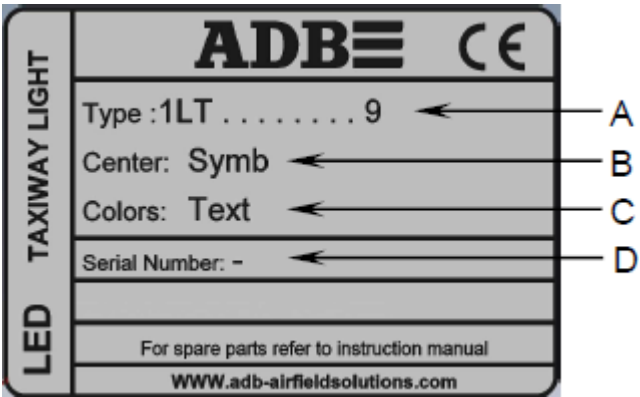 LED TAXIWAY LIGHT
ADB CE
Type :1LT . . . . . . . . 9
A
Center: Symb
B
Colors: Text
C
Serial Number: -
D
For spare parts refer to instruction manual
WWW.adb-airfieldsolutions.com